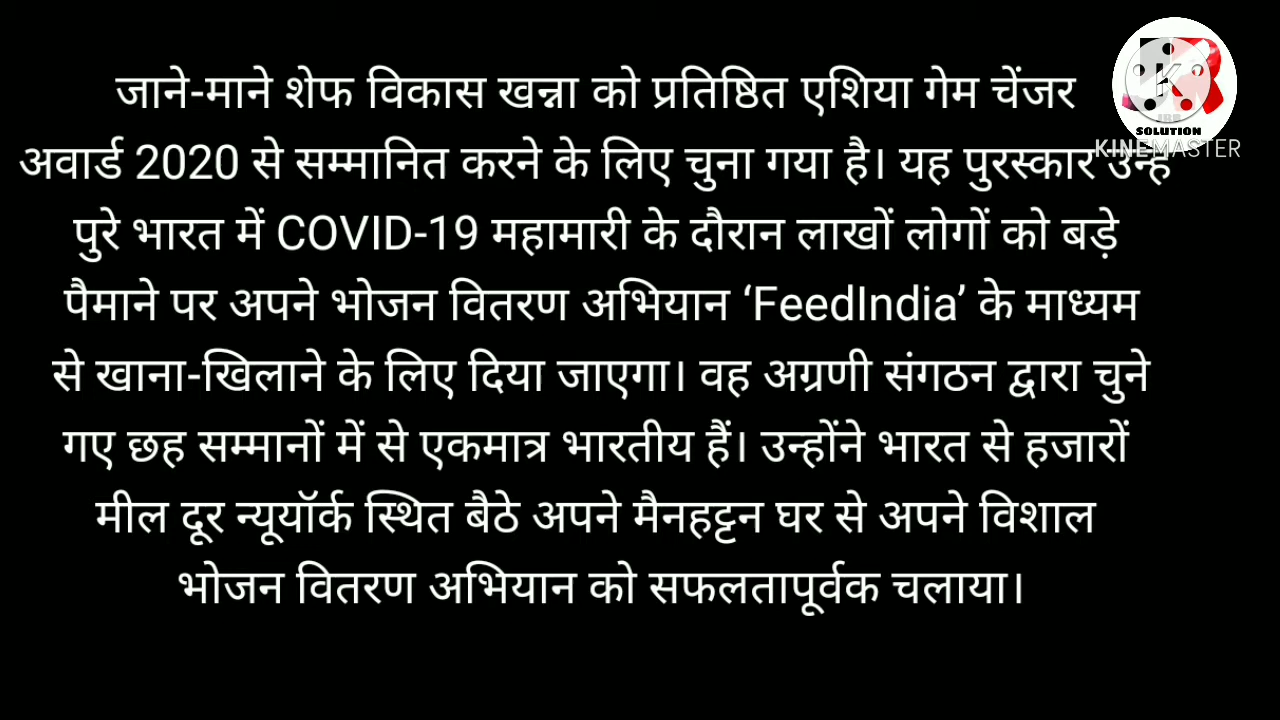 जाने-माने शेफ विकास खन्ना को प्रतिष्ठित एशिया गेम चेंजर
अवार्ड 2020 से सम्मानित करने के लिए चुना गया है। यह पुरस्कार उन्हें
पुरे भारत में COVID-19 महामारी के दौरान लाखों लोगों को बड़े
पैमाने पर अपने भोजन वितरण अभियान ‘FeedIndia’ के माध्यम
से खाना-खिलाने के लिए दिया जाएगा। वह अग्रणी संगठन द्वारा चुने
गए छह सम्मानों में से एकमात्र भारतीय हैं। उन्होंने भारत से हजारों
मील दूर न्यूयॉर्क स्थित बैठे अपने मैनहट्टन घर से अपने विशाल
भोजन वितरण अभियान को सफलतापूर्वक चलाया।
SOLUTION
KINEMASTER